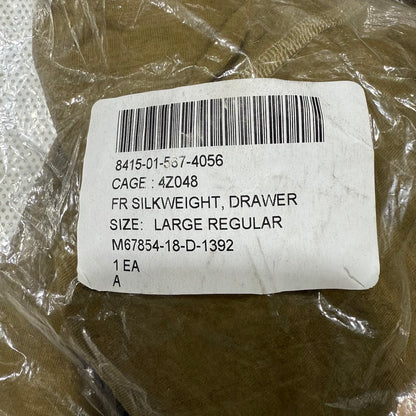 8415-01-567-4056
CAGE : 4Z048
FR SILKWEIGHT, DRAWER
SIZE: LARGE REGULAR
M67854-18-D-1392
1 EA
A